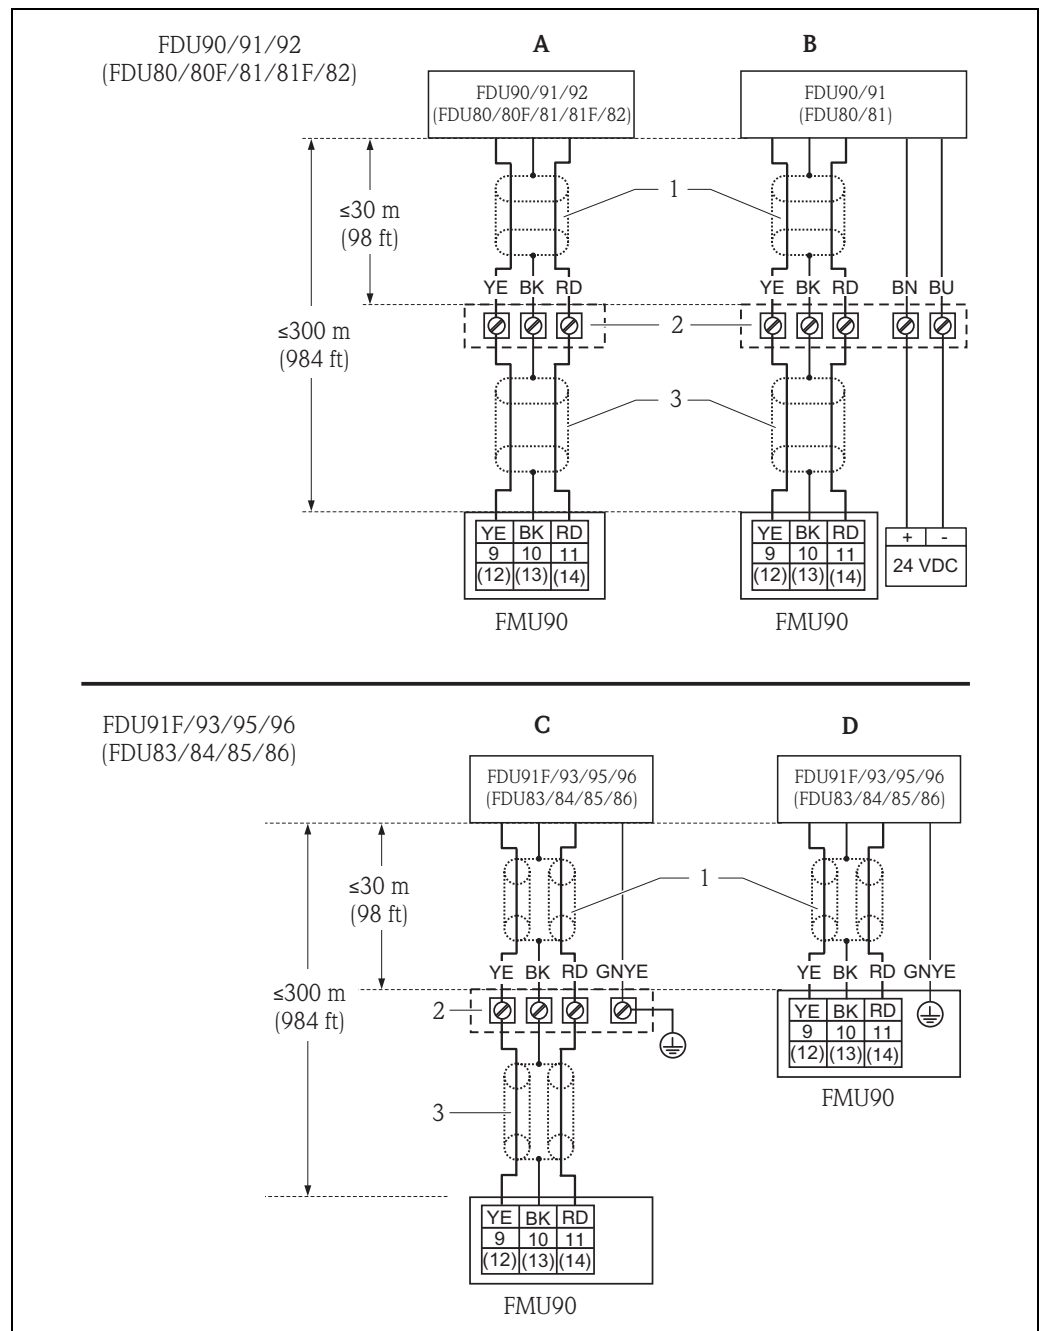 FDU90/91/92
(FDU80/80F/81/81F/82)
A
B
FDU90/91/92
(FDU80/80F/81/81F/82)
FDU90/91
(FDU80/81)
≤30 m
(98 ft)
≤300 m
(984 ft)
1
YE BK RD
YE BK RD BN BU
2
3
YE BK RD
9 10 11
(12) (13) (14)
FMU90
YE BK RD
9 10 11
(12) (13) (14)
FMU90
+ -
24 VDC
FDU91F/93/95/96
(FDU83/84/85/86)
C
D
FDU91F/93/95/96
(FDU83/84/85/86)
FDU91F/93/95/96
(FDU83/84/85/86)
≤30 m
(98 ft)
≤300 m
(984 ft)
1
YE BK RD GNYE
YE BK RD GNYE
2
YE BK RD
9 10 11
(12) (13) (14)
FMU90
3
YE BK RD
9 10 11
(12) (13) (14)
FMU90